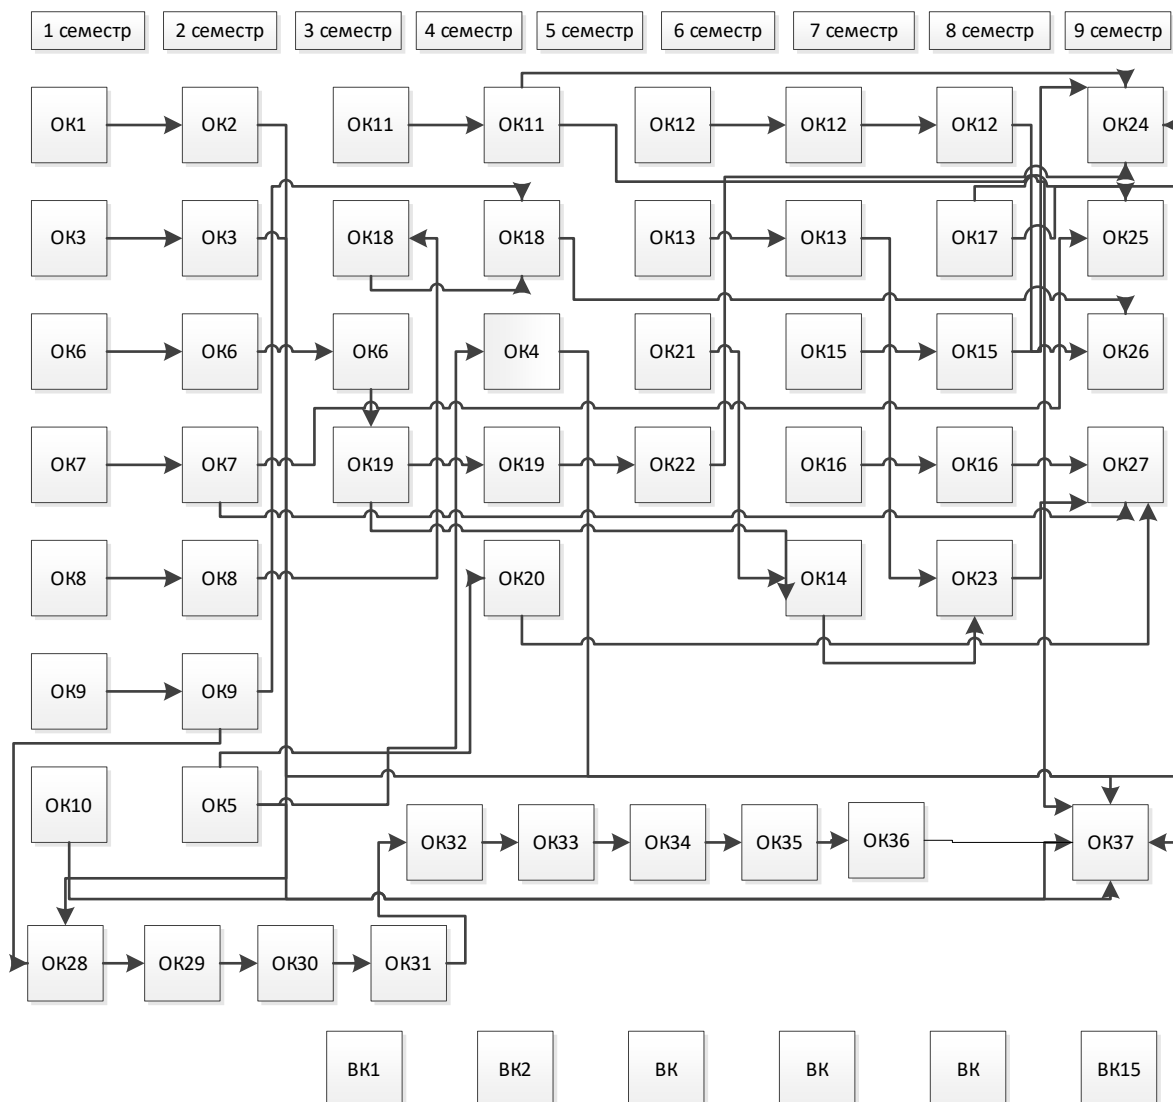 1 семестр 2 семестр 3 семестр 4 семестр 5 семестр 6 семестр 7 семестр 8 семестр 9 семестр
ОК1 ОК2 ОК11 ОК11 ОК12 ОК12 ОК12 ОК24
ОК3 ОК3 ОК18 ОК18 ОК13 ОК13 ОК17 ОК25
ОК6 ОК6 ОК6 ОК4 ОК21 ОК15 ОК15 ОК26
ОК7 ОК7 ОК19 ОК19 ОК22 ОК16 ОК16 ОК27
ОК8 ОК8 ОК20 ОК14 ОК23
ОК9 ОК9
ОК10 ОК5
ОК32 ОК33 ОК34 ОК35 ОК36 ОК37
ОК28 ОК29 ОК30 ОК31
ВК1 ВК2 ВК ВК ВК ВК15